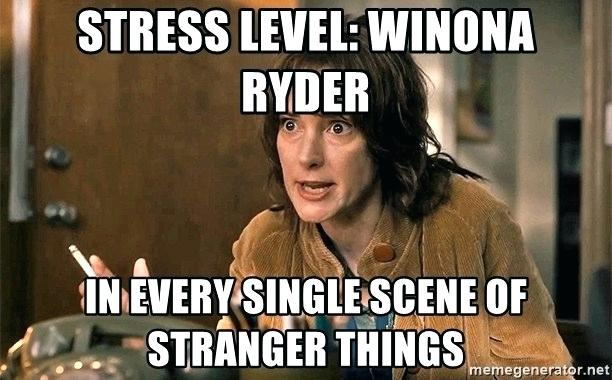 STRESS LEVEL: WINONA
RYDER
IN EVERY SINGLE SCENE OF
STRANGER THINGS
memegenerator.net